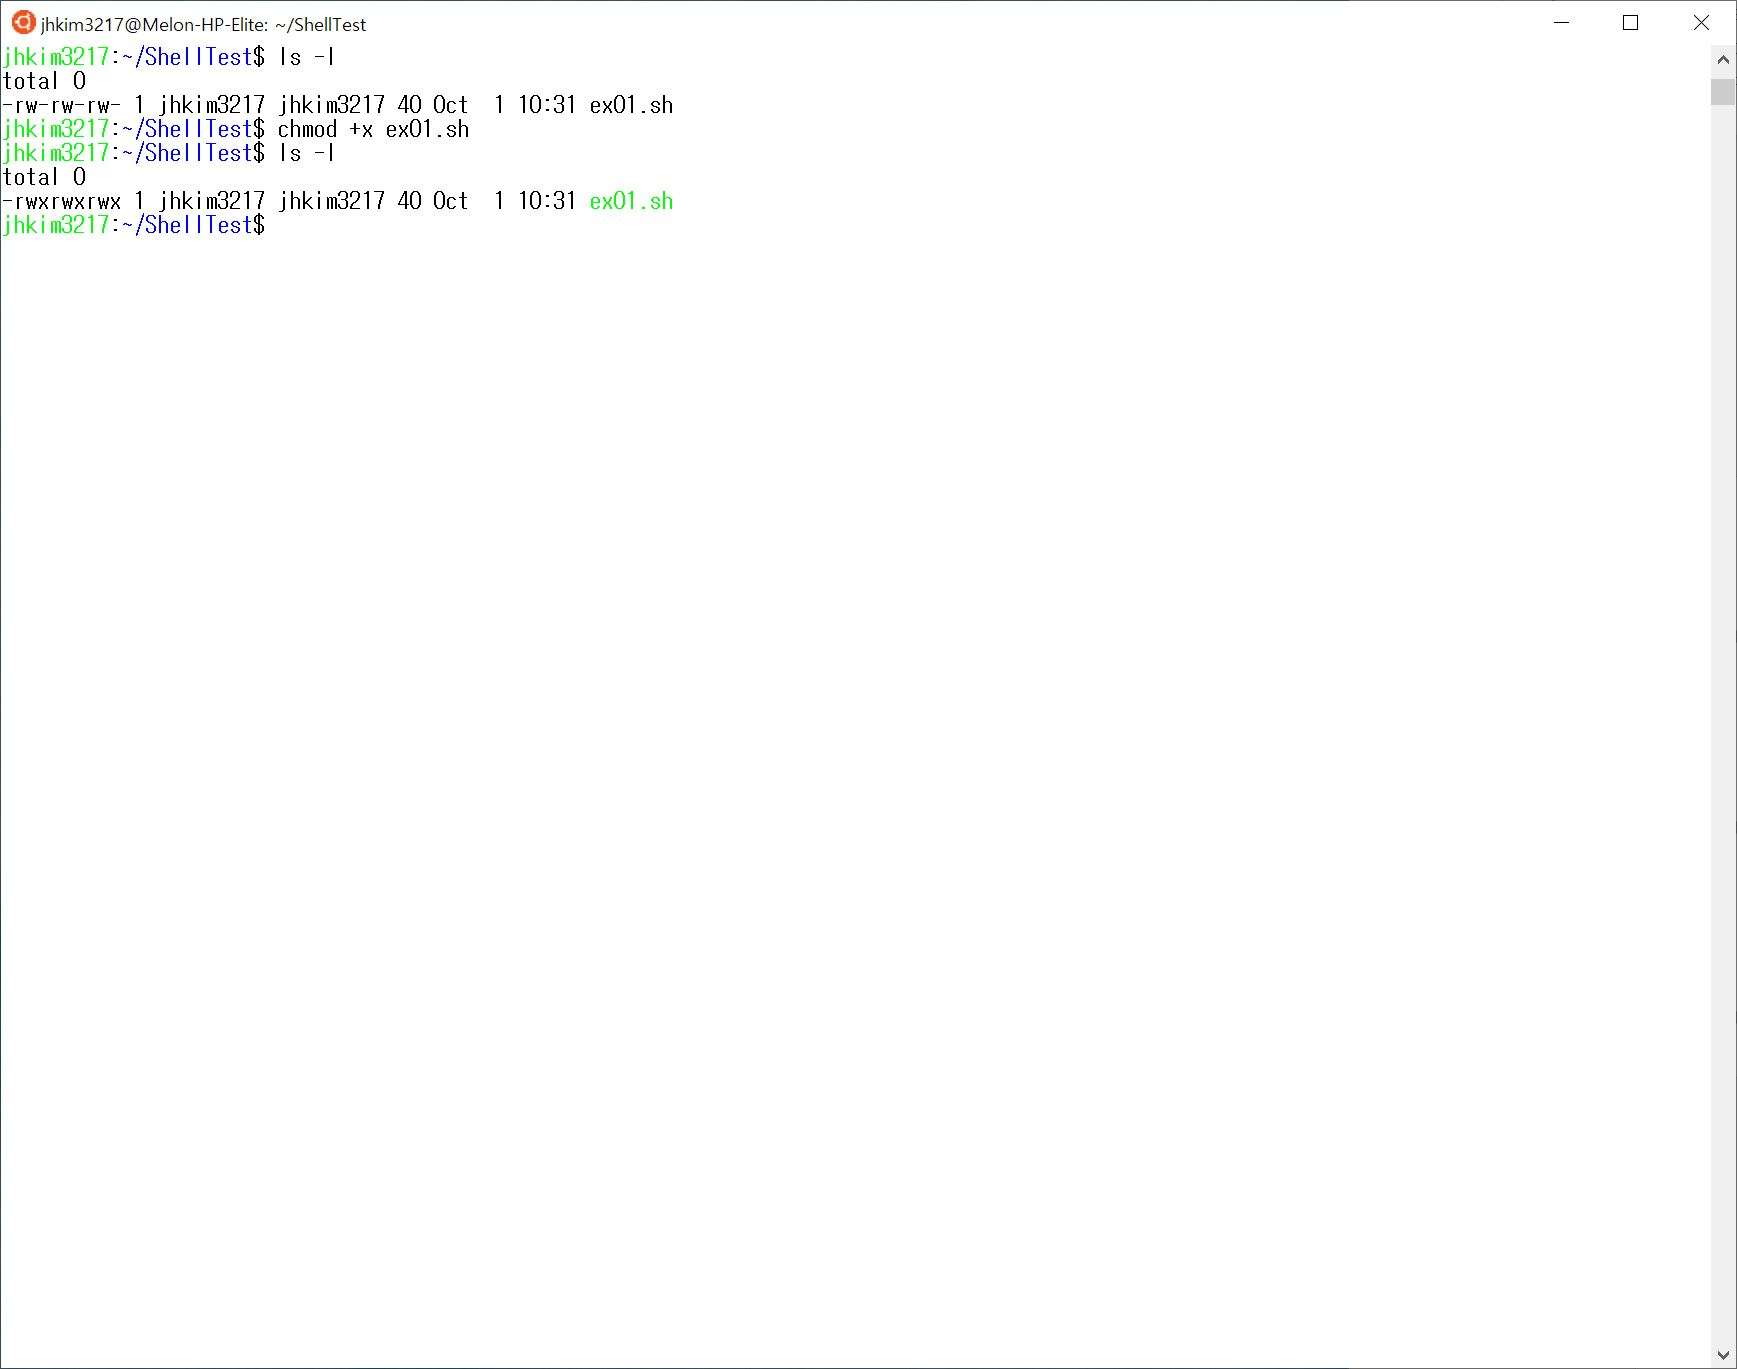 jhkim3217@Melon-HP-Elite: ~/ShellTest
jhkim3217:~/ShellTest$ ls -l
total 0
-rw-rw-rw- 1 jhkim3217 jhkim3217 40 Oct  1 10:31 ex01.sh
jhkim3217:~/ShellTest$ chmod +x ex01.sh
jhkim3217:~/ShellTest$ ls -l
total 0
-rwxrwxrwx 1 jhkim3217 jhkim3217 40 Oct  1 10:31 ex01.sh
jhkim3217:~/ShellTest$